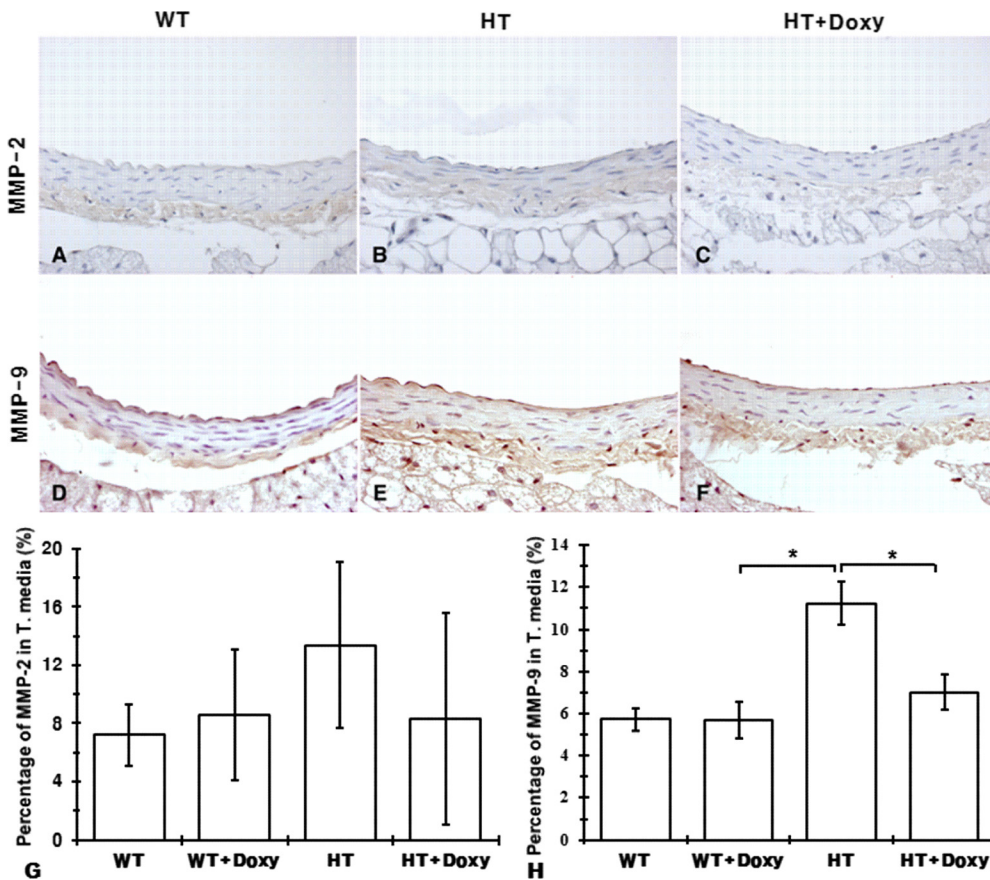 WT HT HT+Doxy
MMP-2
A B C
MMP-9
D E F
Percentage of MMP-2 in T. media (%)
20
16
12
8
4
0
WT WT+Doxy HT HT+Doxy
G
Percentage of MMP-9 in T. media (%)
14
12
10
8
6
4
2
0
* *
WT WT+Doxy HT HT+Doxy
H